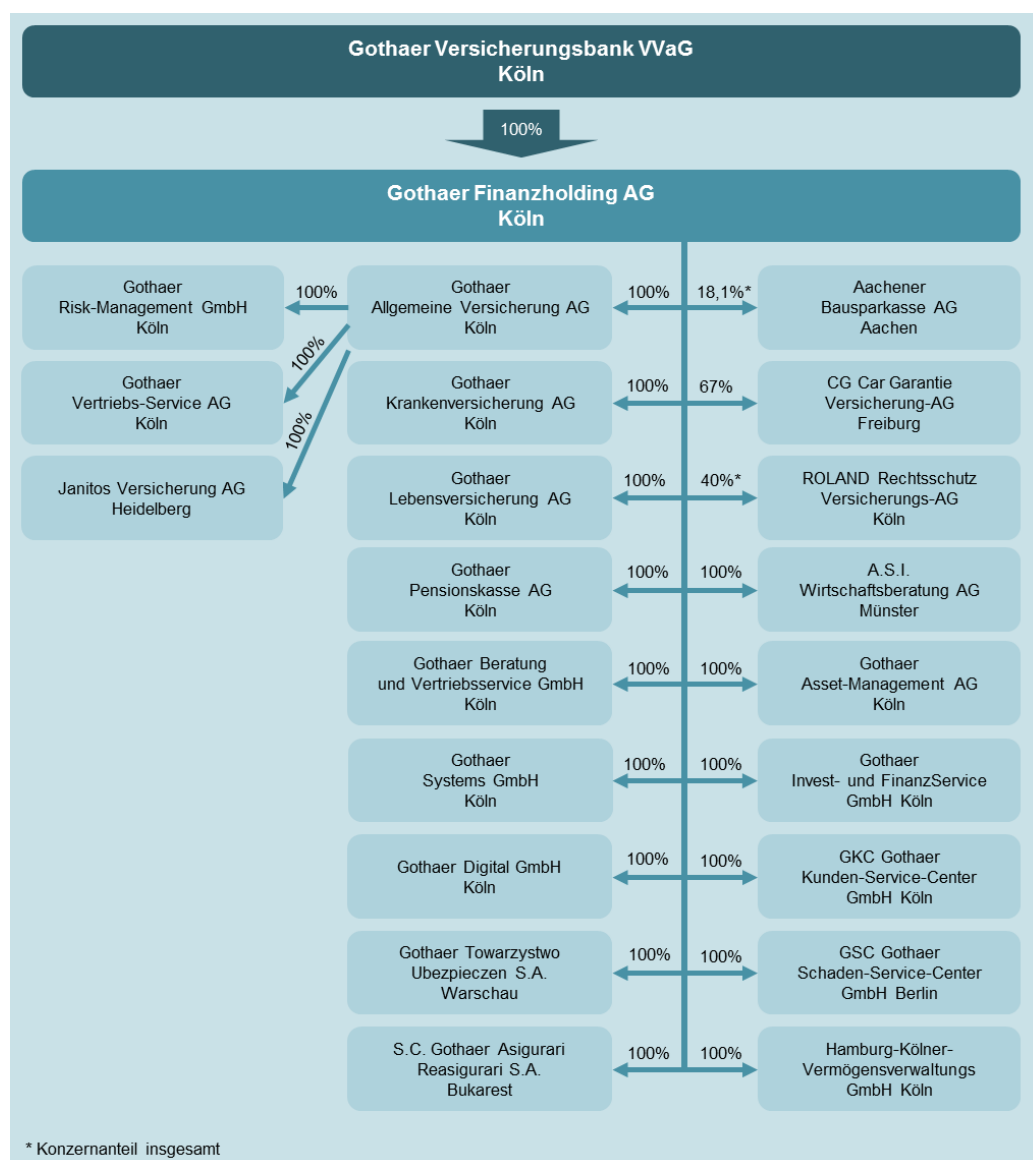 Gothaer Versicherungsbank VVaG
Köln
100%
Gothaer Finanzholding AG
Köln
Gothaer
Risk-Management GmbH
Köln
100%
Gothaer
Allgemeine Versicherung AG
Köln
100%
18,1%*
Aachener
Bausparkasse AG
Aachen
100%
Gothaer
Vertriebs-Service AG
Köln
Gothaer
Krankenversicherung AG
Köln
100%
67%
CG Car Garantie
Versicherung-AG
Freiburg
100%
Janitos Versicherung AG
Heidelberg
Gothaer
Lebensversicherung AG
Köln
100%
40%*
ROLAND Rechtsschutz
Versicherungs-AG
Köln
Gothaer
Pensionskasse AG
Köln
100%
100%
A.S.I.
Wirtschaftsberatung AG
Münster
Gothaer Beratung
und Vertriebsservice GmbH
Köln
100%
100%
Gothaer
Asset-Management AG
Köln
Gothaer
Systems GmbH
Köln
100%
100%
Gothaer
Invest- und FinanzService
GmbH Köln
Gothaer Digital GmbH
Köln
100%
100%
GKC Gothaer
Kunden-Service-Center
GmbH Köln
Gothaer Towarzystwo
Ubezpieczen S.A.
Warschau
100%
100%
GSC Gothaer
Schaden-Service-Center
GmbH Berlin
S.C. Gothaer Asigurari
Reasigurari S.A.
Bukarest
100%
100%
Hamburg-Kölner-
Vermögensverwaltungs
GmbH Köln
* Konzernanteil insgesamt